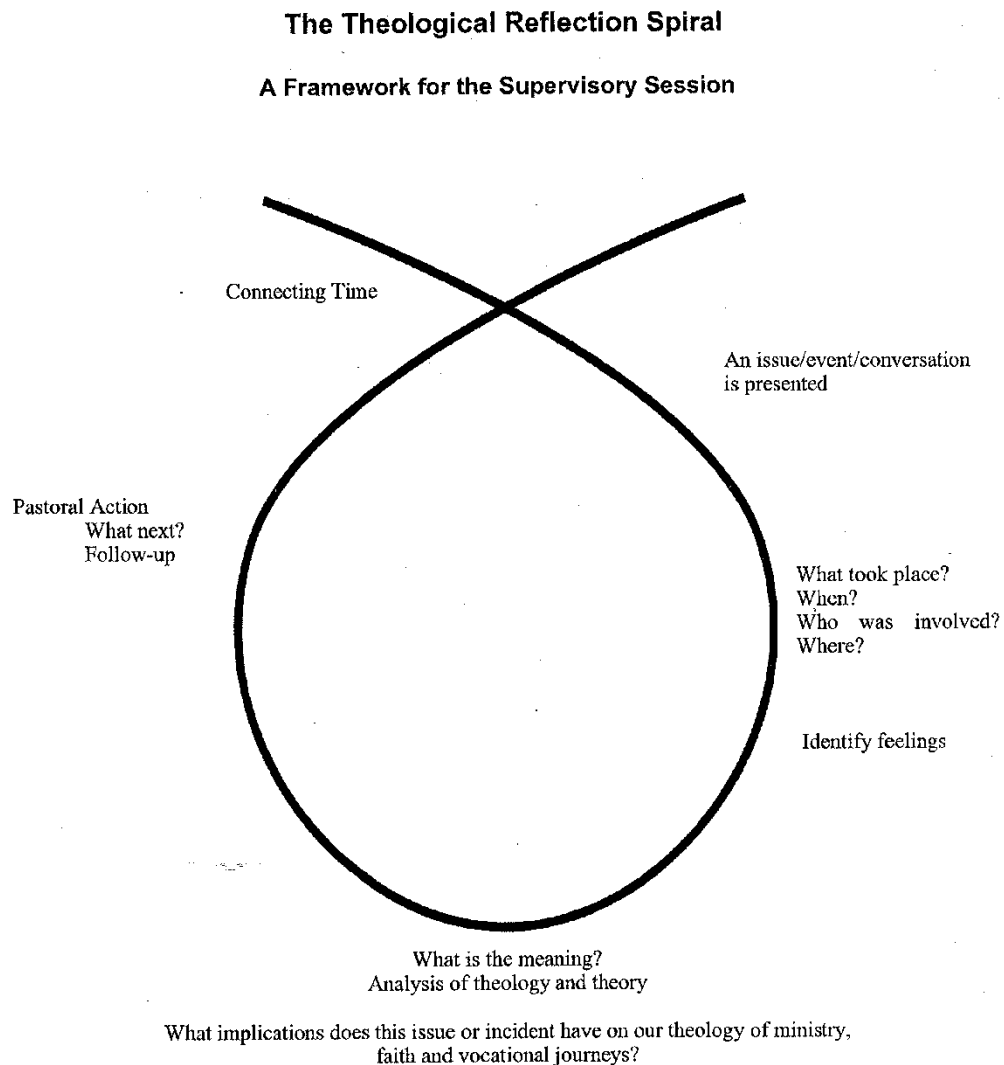 The Theological Reflection Spiral
A Framework for the Supervisory Session
Connecting Time
An issue/event/conversation
is presented
Pastoral Action
What next?
Follow-up
What took place?
When?
Who was involved?
Where?
Identify feelings
What is the meaning?
Analysis of theology and theory
What implications does this issue or incident have on our theology of ministry,
faith and vocational journeys?